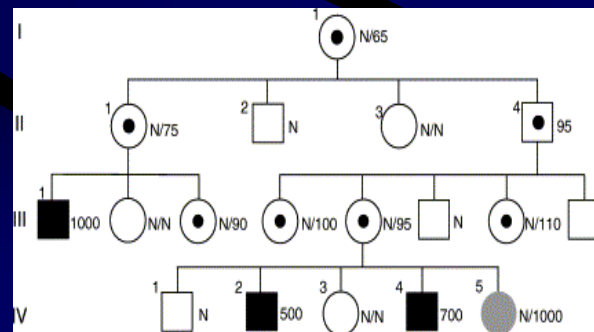 I
1 N/65
II
1 N/75 2 N 3 N/N 4 95
III
1 1000 N/N N/90 N/100 N/95 N N/110
IV
1 N 2 500 3 N/N 4 700 5 N/1000